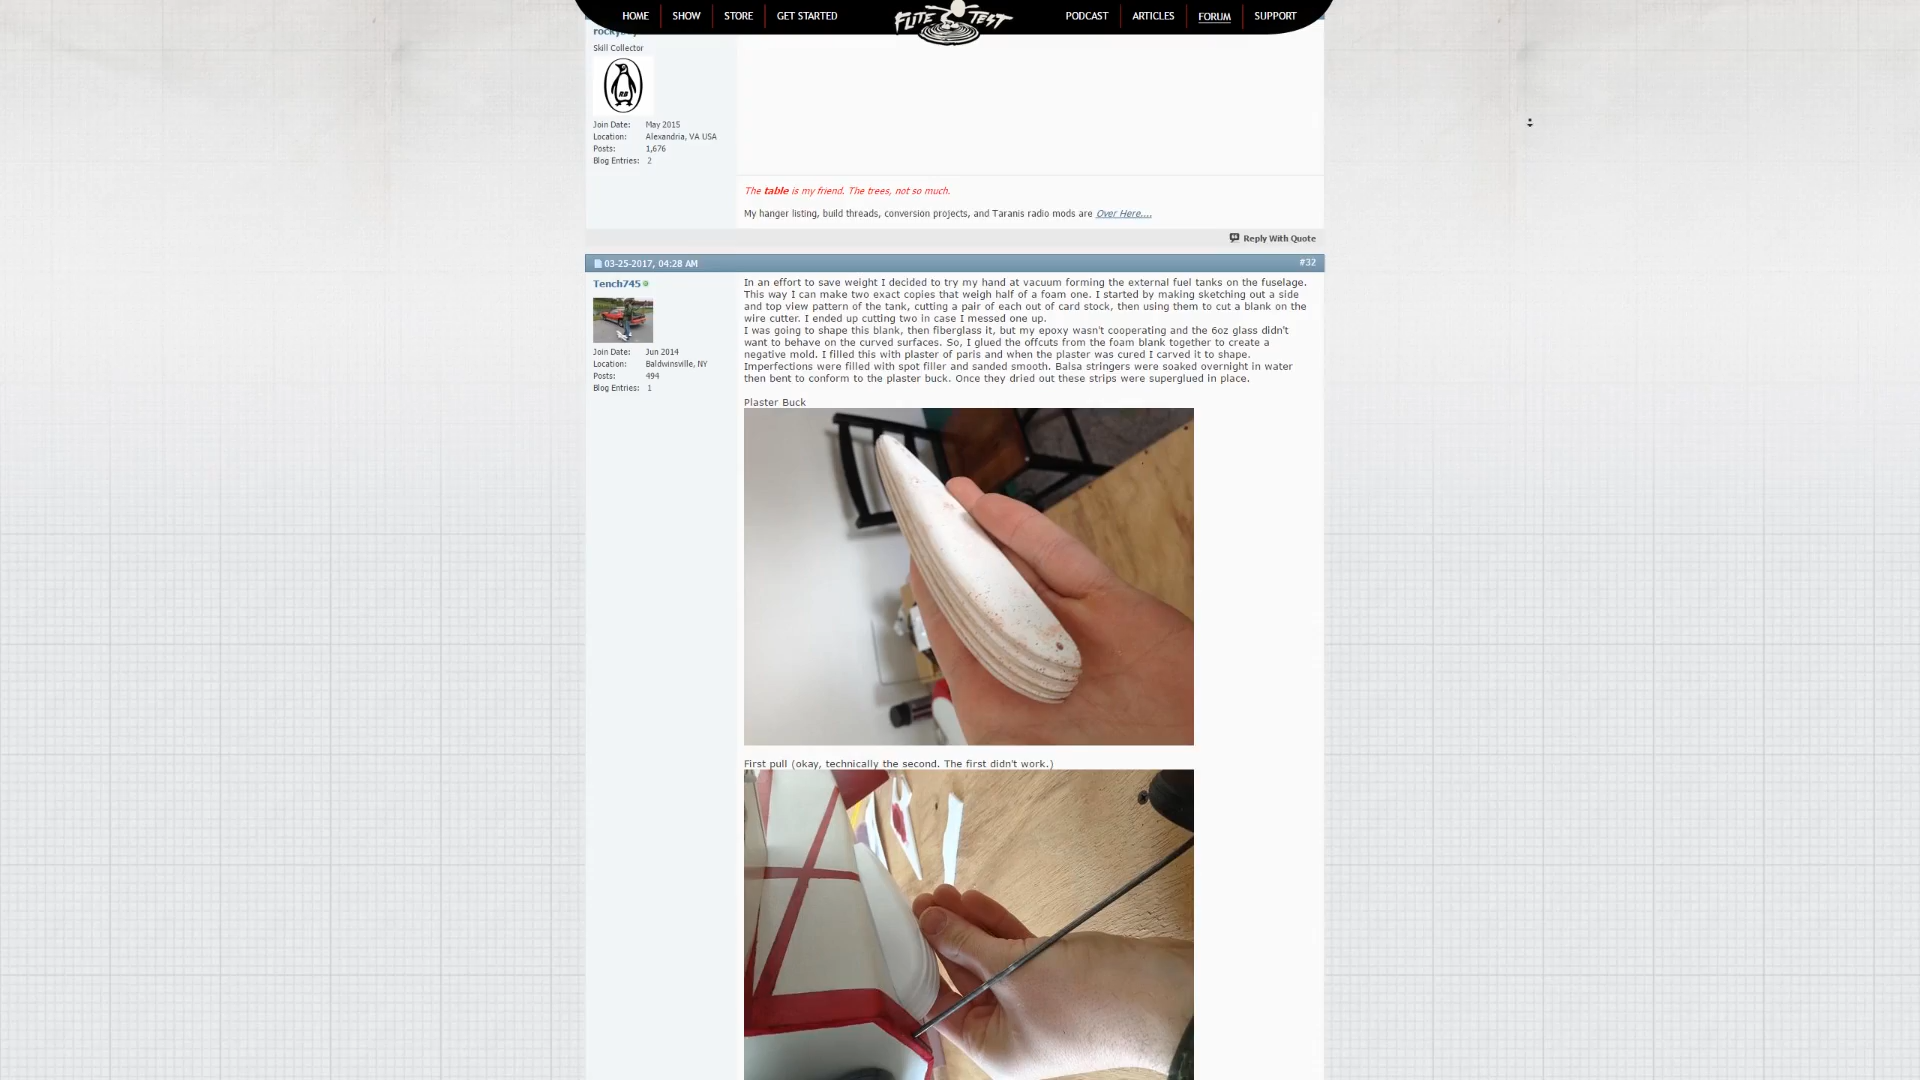 HOME
SHOW
STORE
GET STARTED
FLITE TEST
PODCAST
ARTICLES
FORUM
SUPPORT
Skill Collector
RB
Join Date: May 2015
Location: Alexandria, VA USA
Posts: 1,676
Blog Entries: 2
The table is my friend. The trees, not so much.
My hanger listing, build threads, conversion projects, and Taranis radio mods are Over Here....
Reply With Quote
03-25-2017, 04:28 AM
#32
Tench745
Join Date: Jun 2014
Location: Baldwinsville, NY
Posts: 494
Blog Entries: 1
In an effort to save weight I decided to try my hand at vacuum forming the external fuel tanks on the fuselage.
This way I can make two exact copies that weigh half of a foam one. I started by making sketching out a side
and top view pattern of the tank, cutting a pair of each out of card stock, then using them to cut a blank on the
wire cutter. I ended up cutting two in case I messed one up.
I was going to shape this blank, then fiberglass it, but my epoxy wasn't cooperating and the 6oz glass didn't
want to behave on the curved surfaces. So, I glued the offcuts from the foam blank together to create a
negative mold. I filled this with plaster of paris and when the plaster was cured I carved it to shape.
Imperfections were filled with spot filler and sanded smooth. Balsa stringers were soaked overnight in water
then bent to conform to the plaster buck. Once they dried out these strips were superglued in place.
Plaster Buck
First pull (okay, technically the second. The first didn't work.)